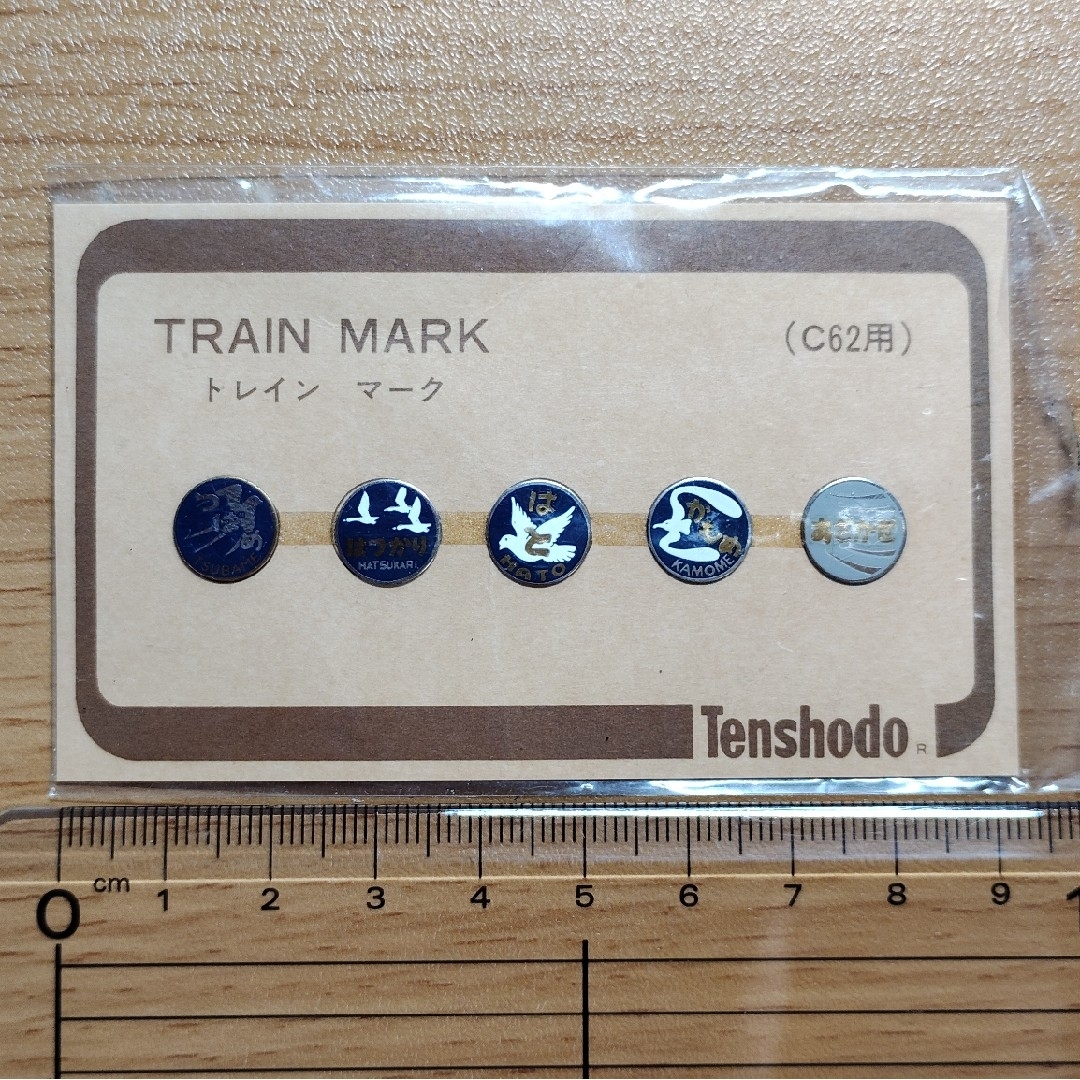 TRAIN MARK
(C62用)
トレイン マーク
つばめ
TSUBAME
はつかり
HATSUKARI
はと
HATO
かもめ
KAMOME
あさかぜ
Tenshodo R
cm
0 1 2 3 4 5 6 7 8 9 1